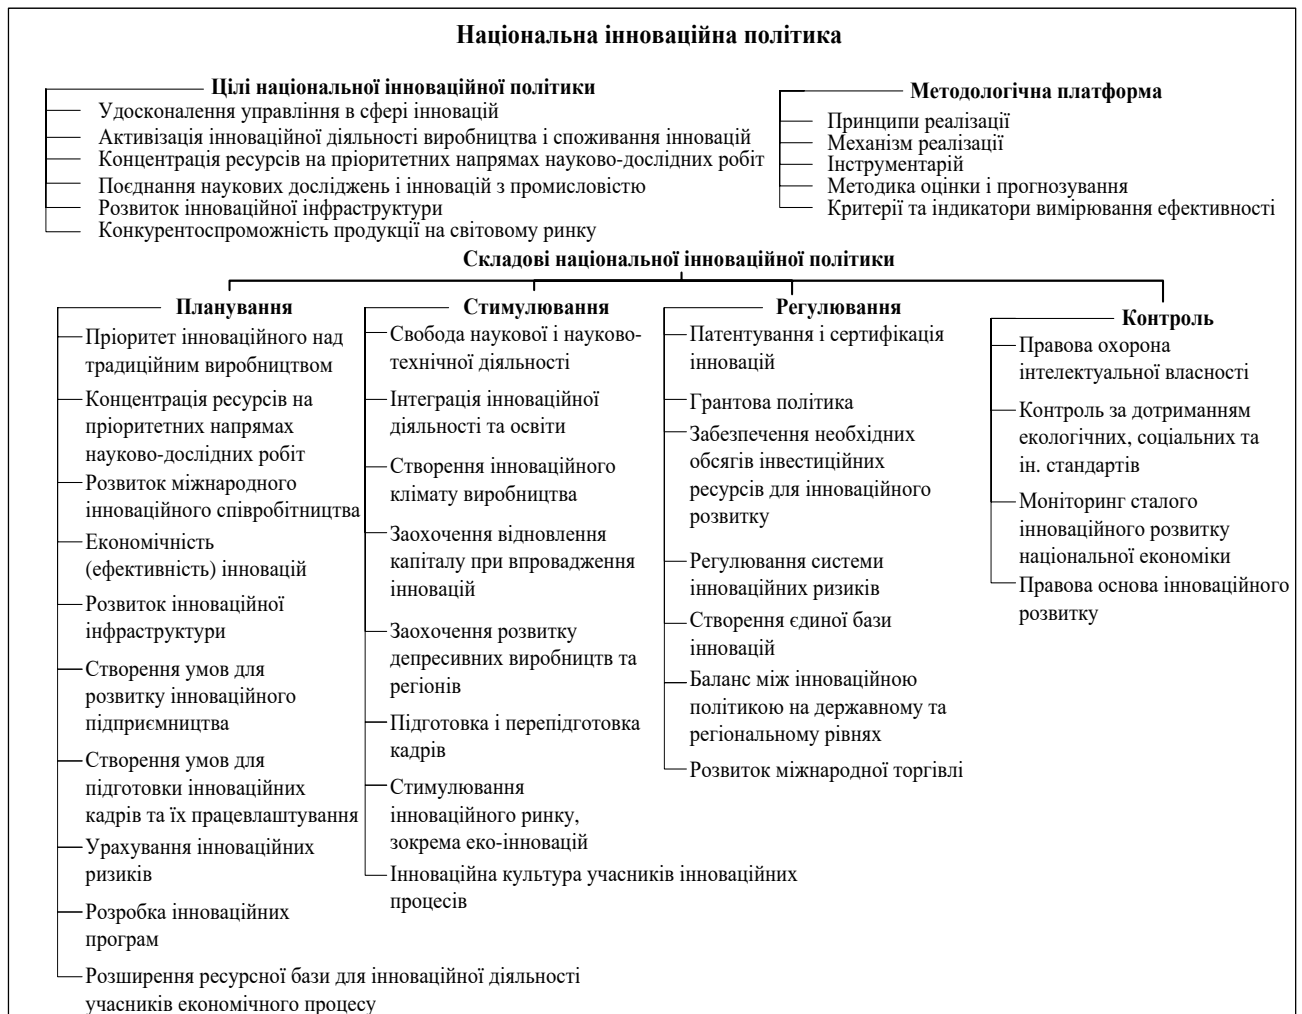 Національна інноваційна політика
Цілі національної інноваційної політики
Удосконалення управління в сфері інновацій
Активізація інноваційної діяльності виробництва і споживання інновацій
Концентрація ресурсів на пріоритетних напрямах науково-дослідних робіт
Поєднання наукових досліджень і інновацій з промисловістю
Розвиток інноваційної інфраструктури
Конкурентоспроможність продукції на світовому ринку
Методологічна платформа
Принципи реалізації
Механізм реалізації
Інструментарій
Методика оцінки і прогнозування
Критерії та індикатори вимірювання ефективності
Складові національної інноваційної політики
Планування
Пріоритет інноваційного над
традиційним виробництвом
Концентрація ресурсів на
пріоритетних напрямах
науково-дослідних робіт
Розвиток міжнародного
інноваційного співробітництва
Економічність
(ефективність) інновацій
Розвиток інноваційної
інфраструктури
Створення умов для
розвитку інноваційного
підприємництва
Створення умов для
підготовки інноваційних
кадрів та їх працевлаштування
Урахування інноваційних
ризиків
Розробка інноваційних
програм
Розширення ресурсної бази для інноваційної діяльності
учасників економічного процесу
Стимулювання
Свобода наукової і науково-
технічної діяльності
Інтеграція інноваційної
діяльності та освіти
Створення інноваційного
клімату виробництва
Заохочення відновлення
капіталу при впровадження
інновацій
Заохочення розвитку
депресивних виробництв та
регіонів
Підготовка і перепідготовка
кадрів
Стимулювання
інноваційного ринку,
зокрема еко-інновацій
Інноваційна культура учасників інноваційних
процесів
Регулювання
Патентування і сертифікація
інновацій
Грантова політика
Забезпечення необхідних
обсягів інвестиційних
ресурсів для інноваційного
розвитку
Регулювання системи
інноваційних ризиків
Створення єдиної бази
інновацій
Баланс між інноваційною
політикою на державному та
регіональному рівнях
Розвиток міжнародної торгівлі
Контроль
Правова охорона
інтелектуальної власності
Контроль за дотриманням
екологічних, соціальних та
ін. стандартів
Моніторинг сталого
інноваційного розвитку
національної економіки
Правова основа інноваційного
розвитку